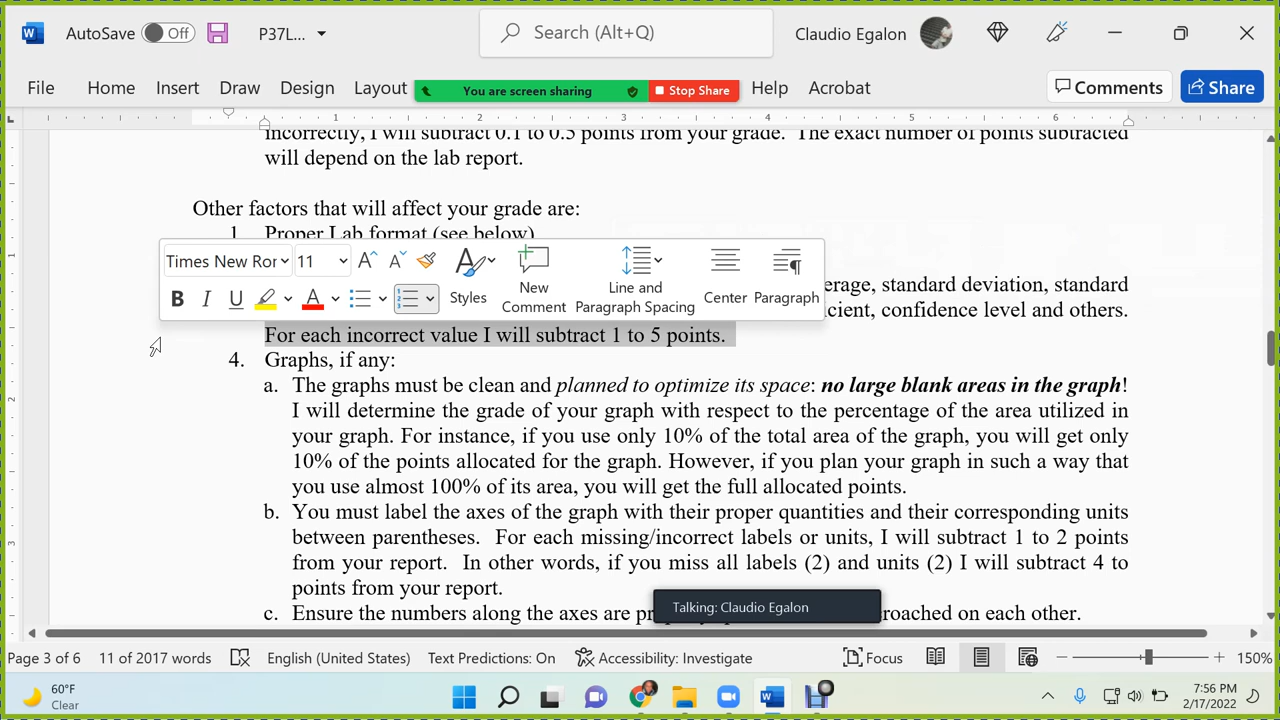 AutoSave Off P37L... Search (Alt+Q) Claudio Egalon
File Home Insert Draw Design Layout You are screen sharing Stop Share Help Acrobat Comments Share
1 2 3 4 5 6
incorrectly, I will subtract 0.1 to 0.5 points from your grade. The exact number of points subtracted
will depend on the lab report.
Other factors that will affect your grade are:
1. Proper Lab format (see below)
Times New Ror 11
New Comment Line and Paragraph Spacing Center Paragraph
B I U A Styles
erage, standard deviation, standard
cient, confidence level and others.
For each incorrect value I will subtract 1 to 5 points.
4. Graphs, if any:
a. The graphs must be clean and planned to optimize its space: no large blank areas in the graph!
I will determine the grade of your graph with respect to the percentage of the area utilized in
your graph. For instance, if you use only 10% of the total area of the graph, you will get only
10% of the points allocated for the graph. However, if you plan your graph in such a way that
you use almost 100% of its area, you will get the full allocated points.
b. You must label the axes of the graph with their proper quantities and their corresponding units
between parentheses. For each missing/incorrect labels or units, I will subtract 1 to 2 points
from your report. In other words, if you miss all labels (2) and units (2) I will subtract 4 to
points from your report.
Talking: Claudio Egalon
c. Ensure the numbers along the axes are roached on each other.
Page 3 of 6 11 of 2017 words English (United States) Text Predictions: On Accessibility: Investigate Focus 150%
60°F
Clear
7:56 PM
2/17/2022